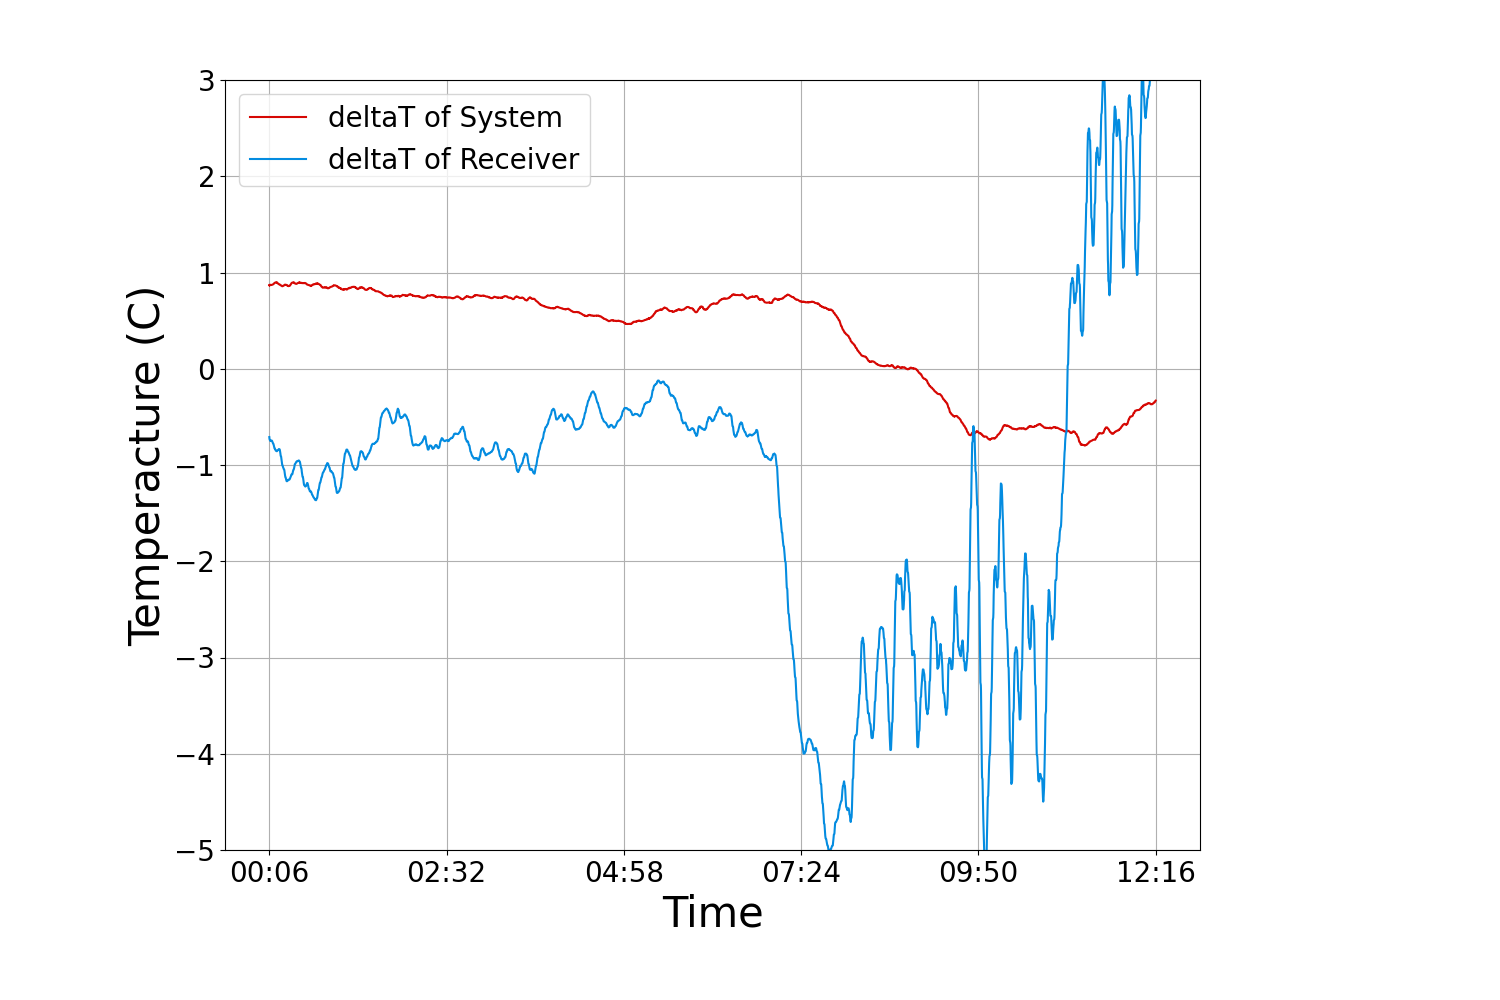 deltaT of System
deltaT of Receiver
Temperacture (C)
3
2
1
0
−1
−2
−3
−4
−5
00:06 02:32 04:58 07:24 09:50 12:16
Time